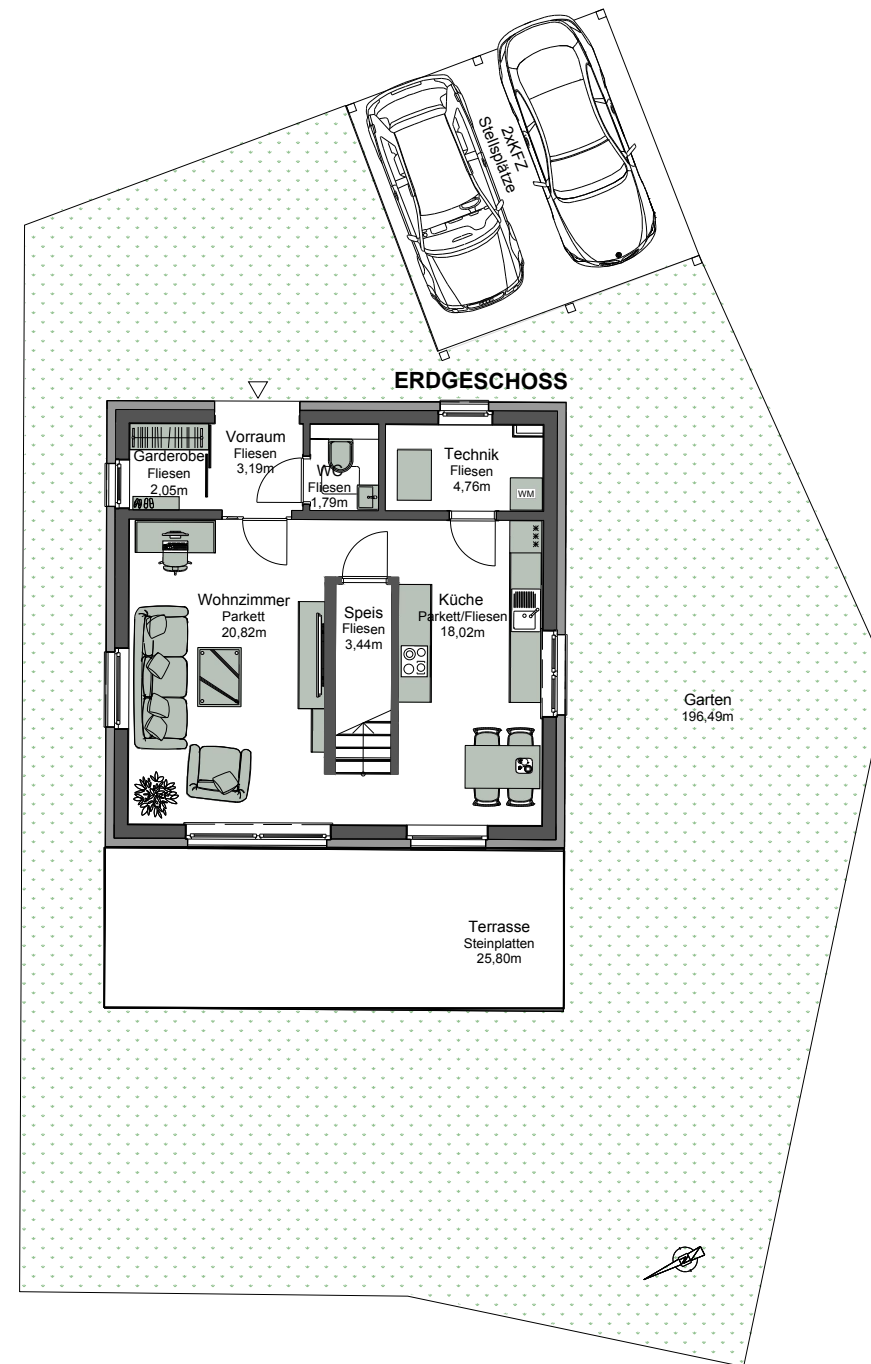 2xKFZ
Stellsplätze
ERDGESCHOSS
Garderobe
Fliesen
2,05m
Vorraum
Fliesen
3,19m
WC
Fliesen
1,79m
Technik
Fliesen
4,76m
WM
Wohnzimmer
Parkett
20,82m
Speis
Fliesen
3,44m
Küche
Parkett/Fliesen
18,02m
Garten
196,49m
Terrasse
Steinplatten
25,80m